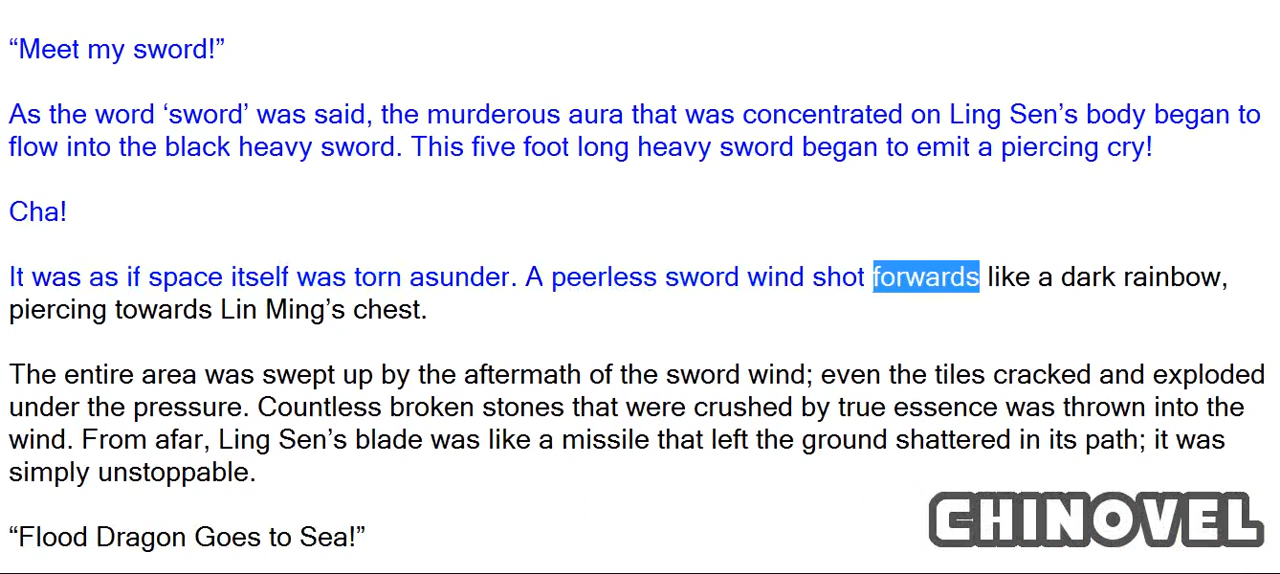 “Meet my sword!”
As the word ‘sword’ was said, the murderous aura that was concentrated on Ling Sen’s body began to
flow into the black heavy sword. This five foot long heavy sword began to emit a piercing cry!
Cha!
It was as if space itself was torn asunder. A peerless sword wind shot forwards like a dark rainbow,
piercing towards Lin Ming’s chest.
The entire area was swept up by the aftermath of the sword wind; even the tiles cracked and exploded
under the pressure. Countless broken stones that were crushed by true essence was thrown into the
wind. From afar, Ling Sen’s blade was like a missile that left the ground shattered in its path; it was
simply unstoppable.
“Flood Dragon Goes to Sea!”
CHINOVEL